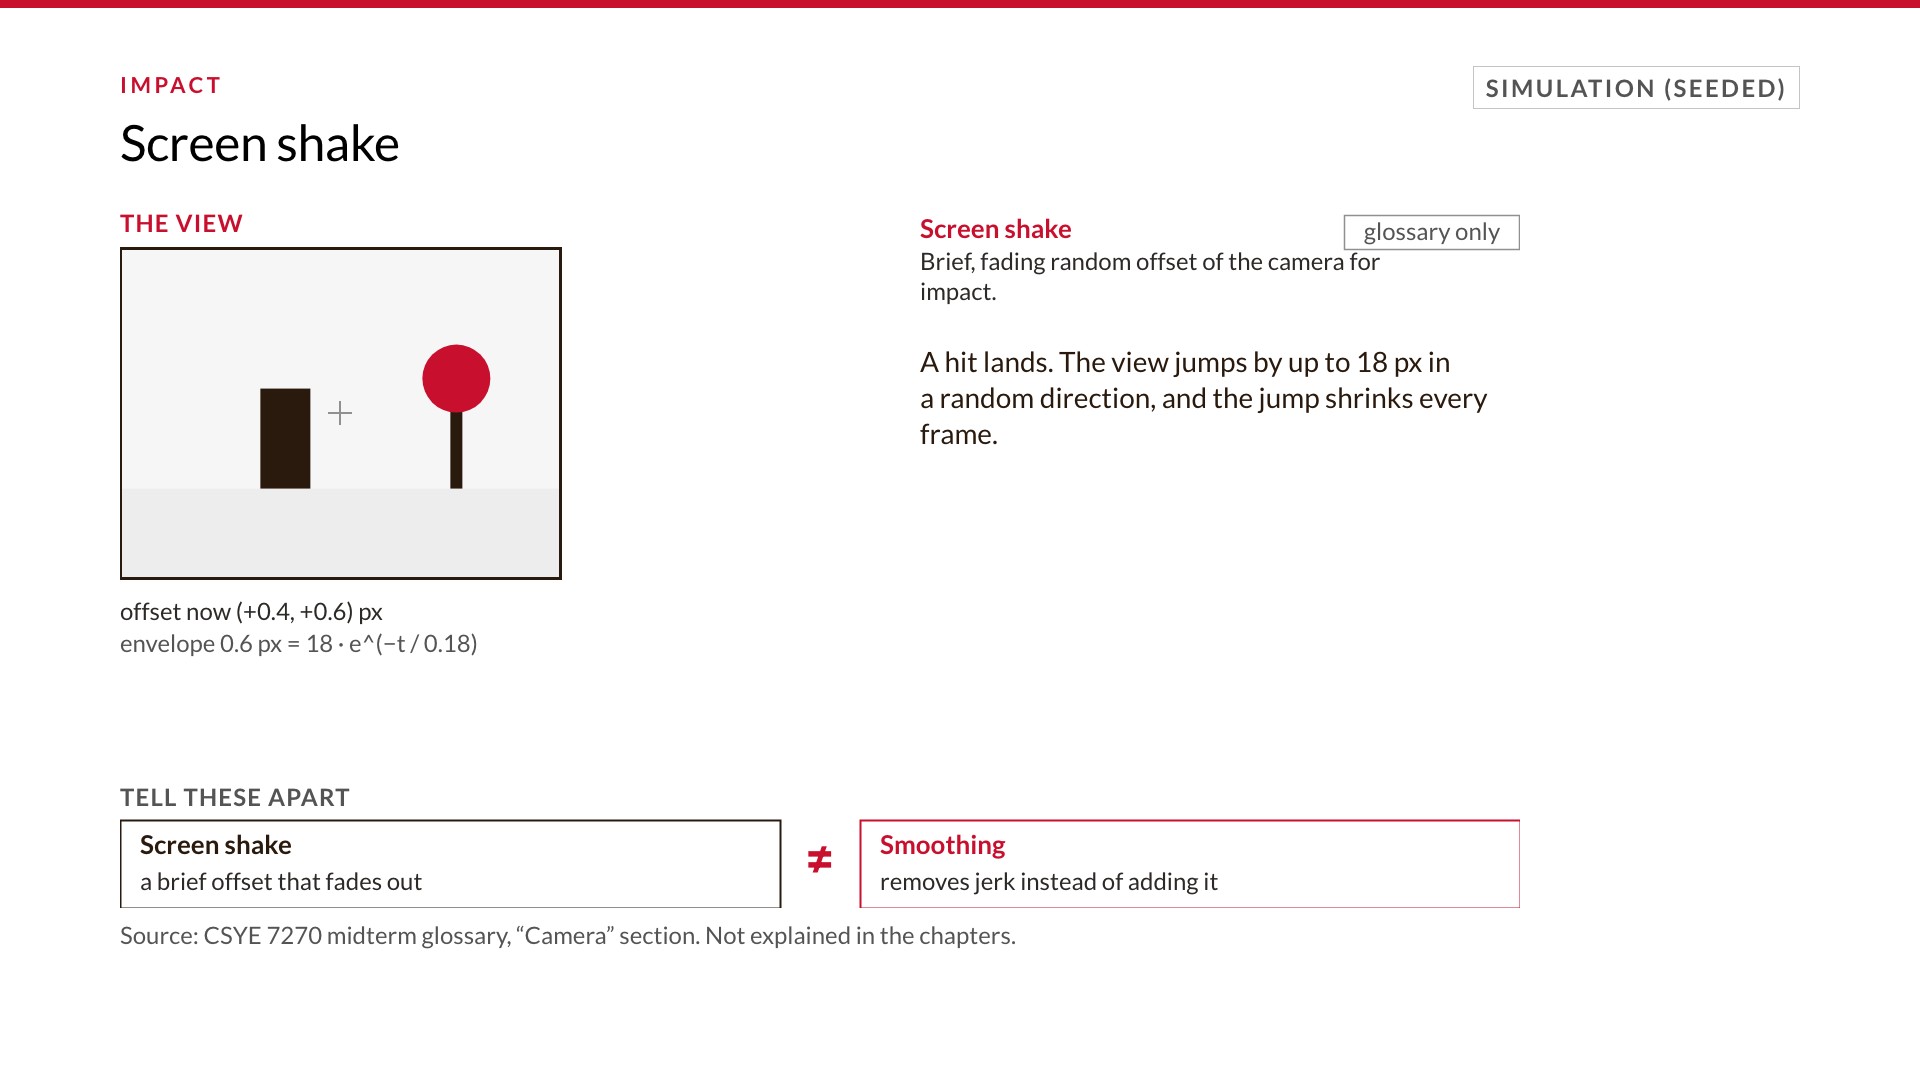 IMPACT
SIMULATION (SEEDED)
Screen shake
THE VIEW
offset now (+0.4, +0.6) px
envelope 0.6 px = 18 · e^(−t / 0.18)
Screen shake
glossary only
Brief, fading random offset of the camera for
impact.
A hit lands. The view jumps by up to 18 px in
a random direction, and the jump shrinks every
frame.
TELL THESE APART
Screen shake
a brief offset that fades out
≠
Smoothing
removes jerk instead of adding it
Source: CSYE 7270 midterm glossary, “Camera” section. Not explained in the chapters.